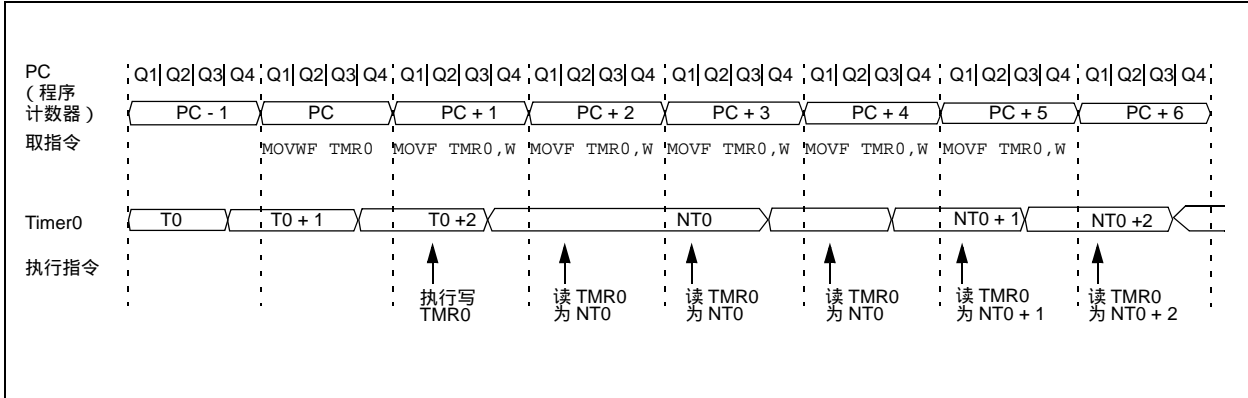 PC
(程序
计数器)
Q1 Q2 Q3 Q4 Q1 Q2 Q3 Q4 Q1 Q2 Q3 Q4 Q1 Q2 Q3 Q4 Q1 Q2 Q3 Q4 Q1 Q2 Q3 Q4 Q1 Q2 Q3 Q4 Q1 Q2 Q3 Q4
PC - 1 PC PC + 1 PC + 2 PC + 3 PC + 4 PC + 5 PC + 6
取指令
MOVWF TMR0 MOVF TMR0,W MOVF TMR0,W MOVF TMR0,W MOVF TMR0,W MOVF TMR0,W
Timer0 T0 T0 + 1 T0 +2 NT0 NT0 + 1 NT0 +2
执行指令
执行写
TMR0
读 TMR0
为 NT0
读 TMR0
为 NT0
读 TMR0
为 NT0
读 TMR0
为 NT0 + 1
读 TMR0
为 NT0 + 2